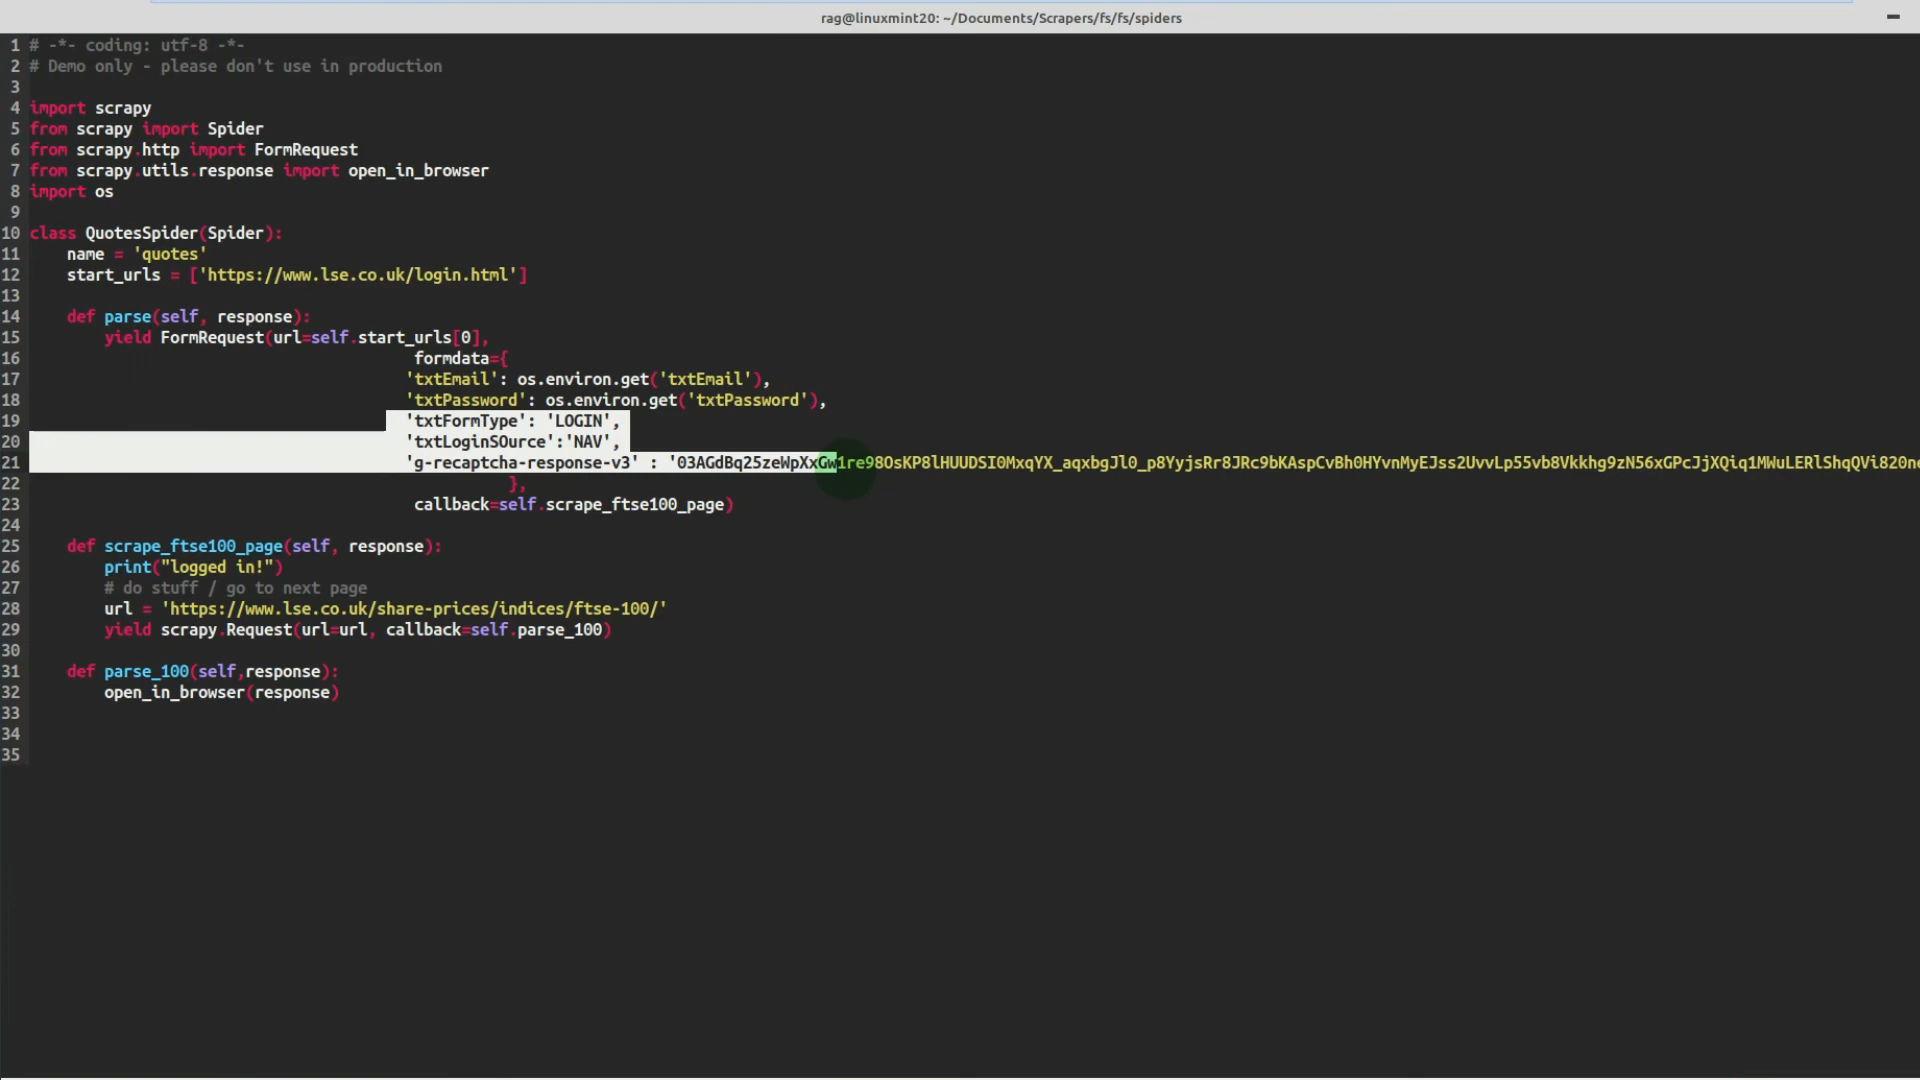 rag@linuxmint20: ~/Documents/Scrapers/fs/fs/spiders
1 # -*- coding: utf-8 -*-
2 # Demo only - please don't use in production
3
4 import scrapy
5 from scrapy import Spider
6 from scrapy.http import FormRequest
7 from scrapy.utils.response import open_in_browser
8 import os
9
10 class QuotesSpider(Spider):
11     name = 'quotes'
12     start_urls = ['https://www.lse.co.uk/login.html']
13
14     def parse(self, response):
15         yield FormRequest(url=self.start_urls[0],
16                                          formdata={
17                                         'txtEmail': os.environ.get('txtEmail'),
18                                         'txtPassword': os.environ.get('txtPassword'),
19                                         'txtFormType': 'LOGIN',
20                                         'txtLoginSOurce':'NAV',
21                                         'g-recaptcha-response-v3' : '03AGdBq25zeWpXxGw1re98OsKP8lHUUDSI0MxqYX_aqxbgJl0_p8YyjsRr8JRc9bKAspCvBh0HYvnMyEJss2UvvLp55vb8Vkkhg9zN56xGPcJjXQiq1MWuLERlShqQVi820ne
22                                                    },
23                                          callback=self.scrape_ftse100_page)
24
25     def scrape_ftse100_page(self, response):
26         print("logged in!")
27         # do stuff / go to next page
28         url = 'https://www.lse.co.uk/share-prices/indices/ftse-100/'
29         yield scrapy.Request(url=url, callback=self.parse_100)
30
31     def parse_100(self,response):
32         open_in_browser(response)
33
34
35